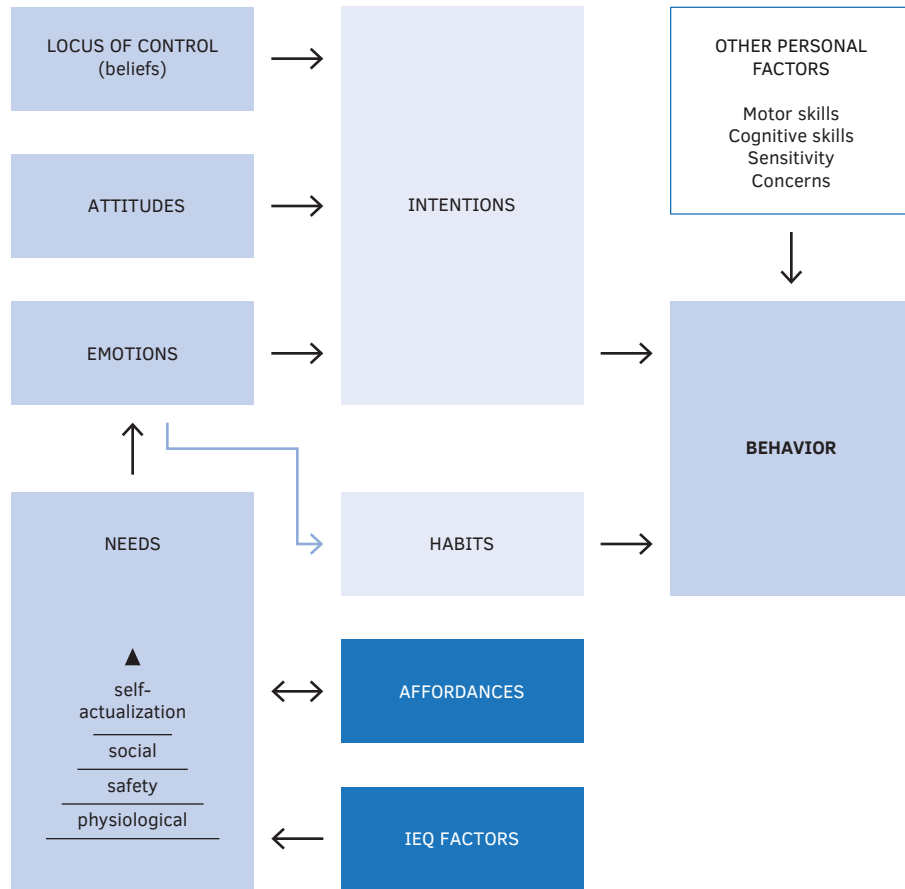 LOCUS OF CONTROL
(beliefs)
ATTITUDES
EMOTIONS
INTENTIONS
OTHER PERSONAL
FACTORS
Motor skills
Cognitive skills
Sensitivity
Concerns
BEHAVIOR
NEEDS
self-
actualization
social
safety
physiological
HABITS
AFFORDANCES
IEQ FACTORS